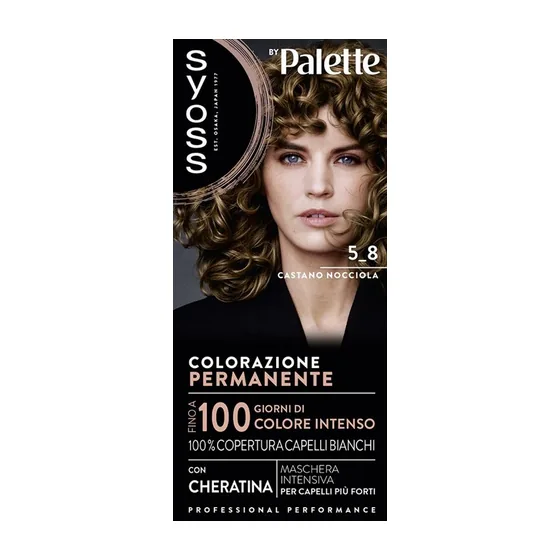 syoss
EST. OSAKA, JAPAN 1977
BY Palette
5_8
CASTANO NOCCIOLA
COLORAZIONE
PERMANENTE
FINO A 100 GIORNI DI
COLORE INTENSO
100% COPERTURA CAPELLI BIANCHI
CON
CHERATINA
MASCHERA
INTENSIVA
PER CAPELLI PIÙ FORTI
PROFESSIONAL PERFORMANCE